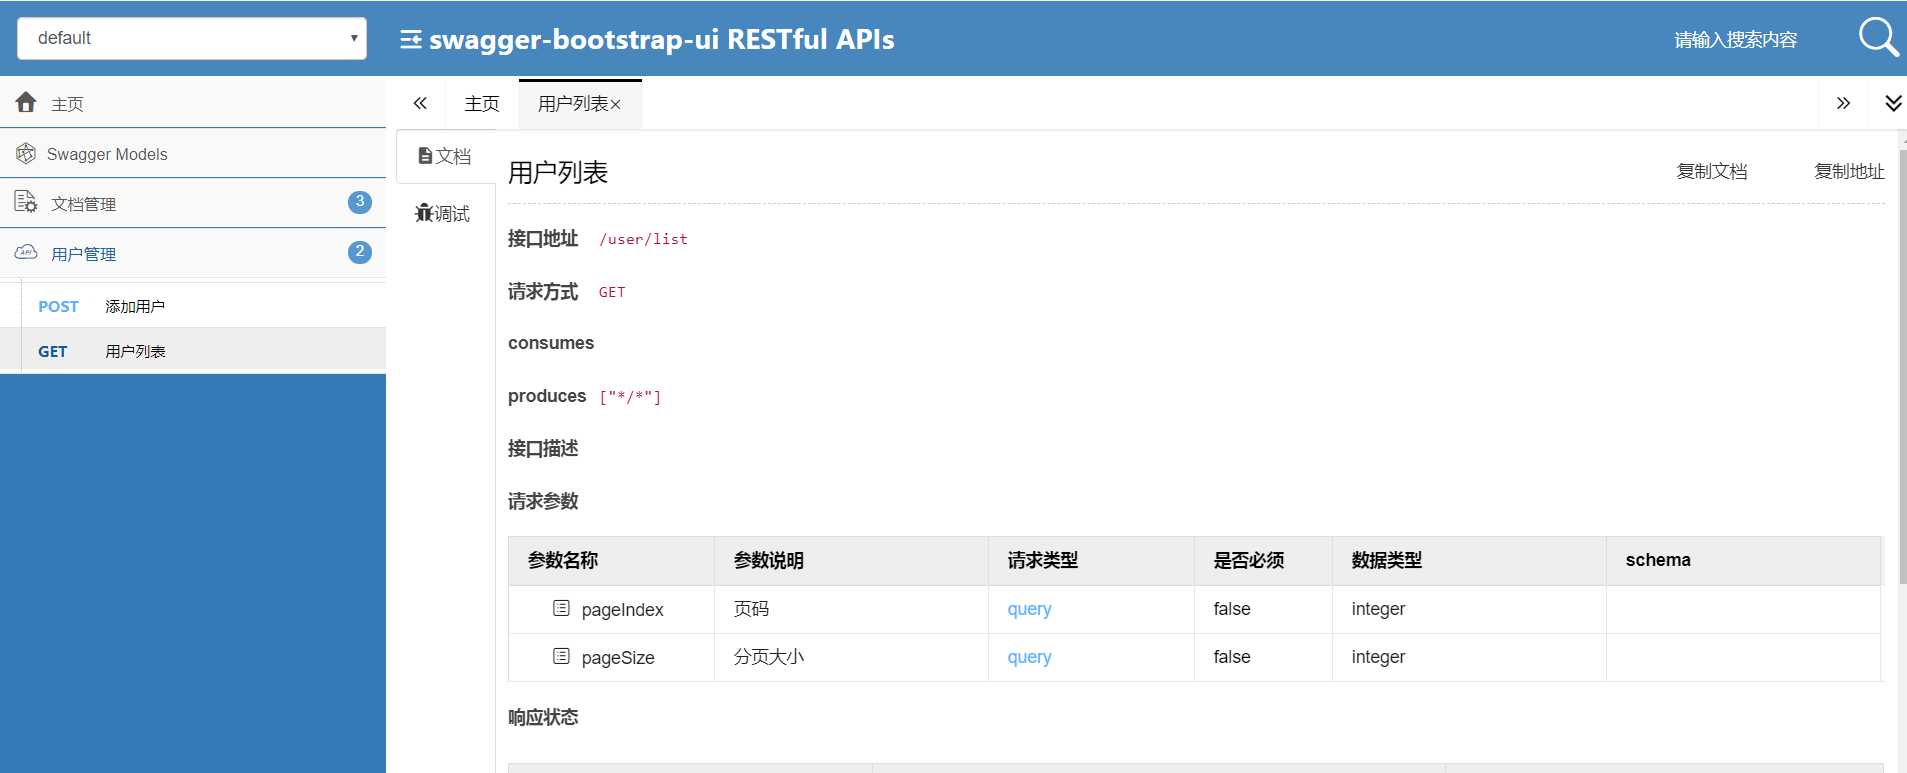 default
swagger-bootstrap-ui RESTful APIs
请输入搜索内容
主页
Swagger Models
文档管理 3
用户管理 2
POST 添加用户
GET 用户列表
主页 用户列表×
文档
调试
用户列表 复制文档 复制地址
接口地址 /user/list
请求方式 GET
consumes
produces ["*/*"]
接口描述
请求参数
参数名称 参数说明 请求类型 是否必须 数据类型 schema
pageIndex 页码 query false integer
pageSize 分页大小 query false integer
响应状态